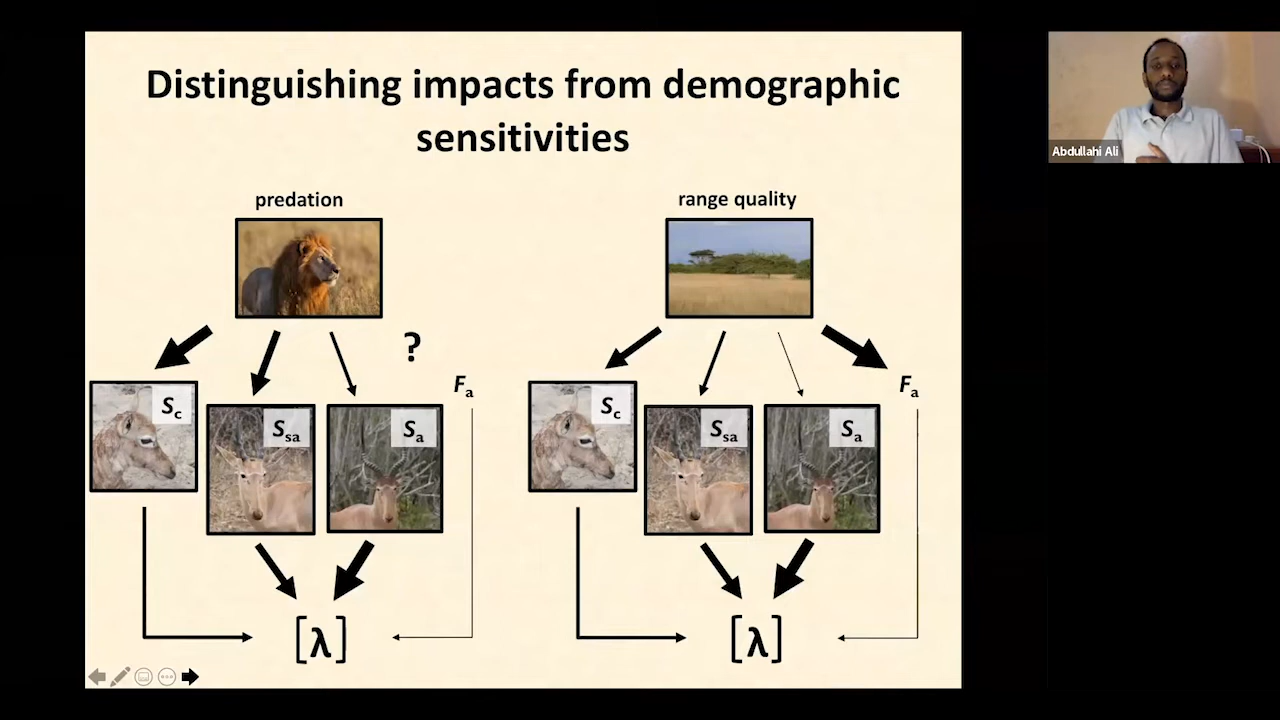 Distinguishing impacts from demographic
sensitivities
predation
range quality
?
Fa
Fa
Sc
Ssa
Sa
Sc
Ssa
Sa
[λ]
[λ]
Abdullahi Ali